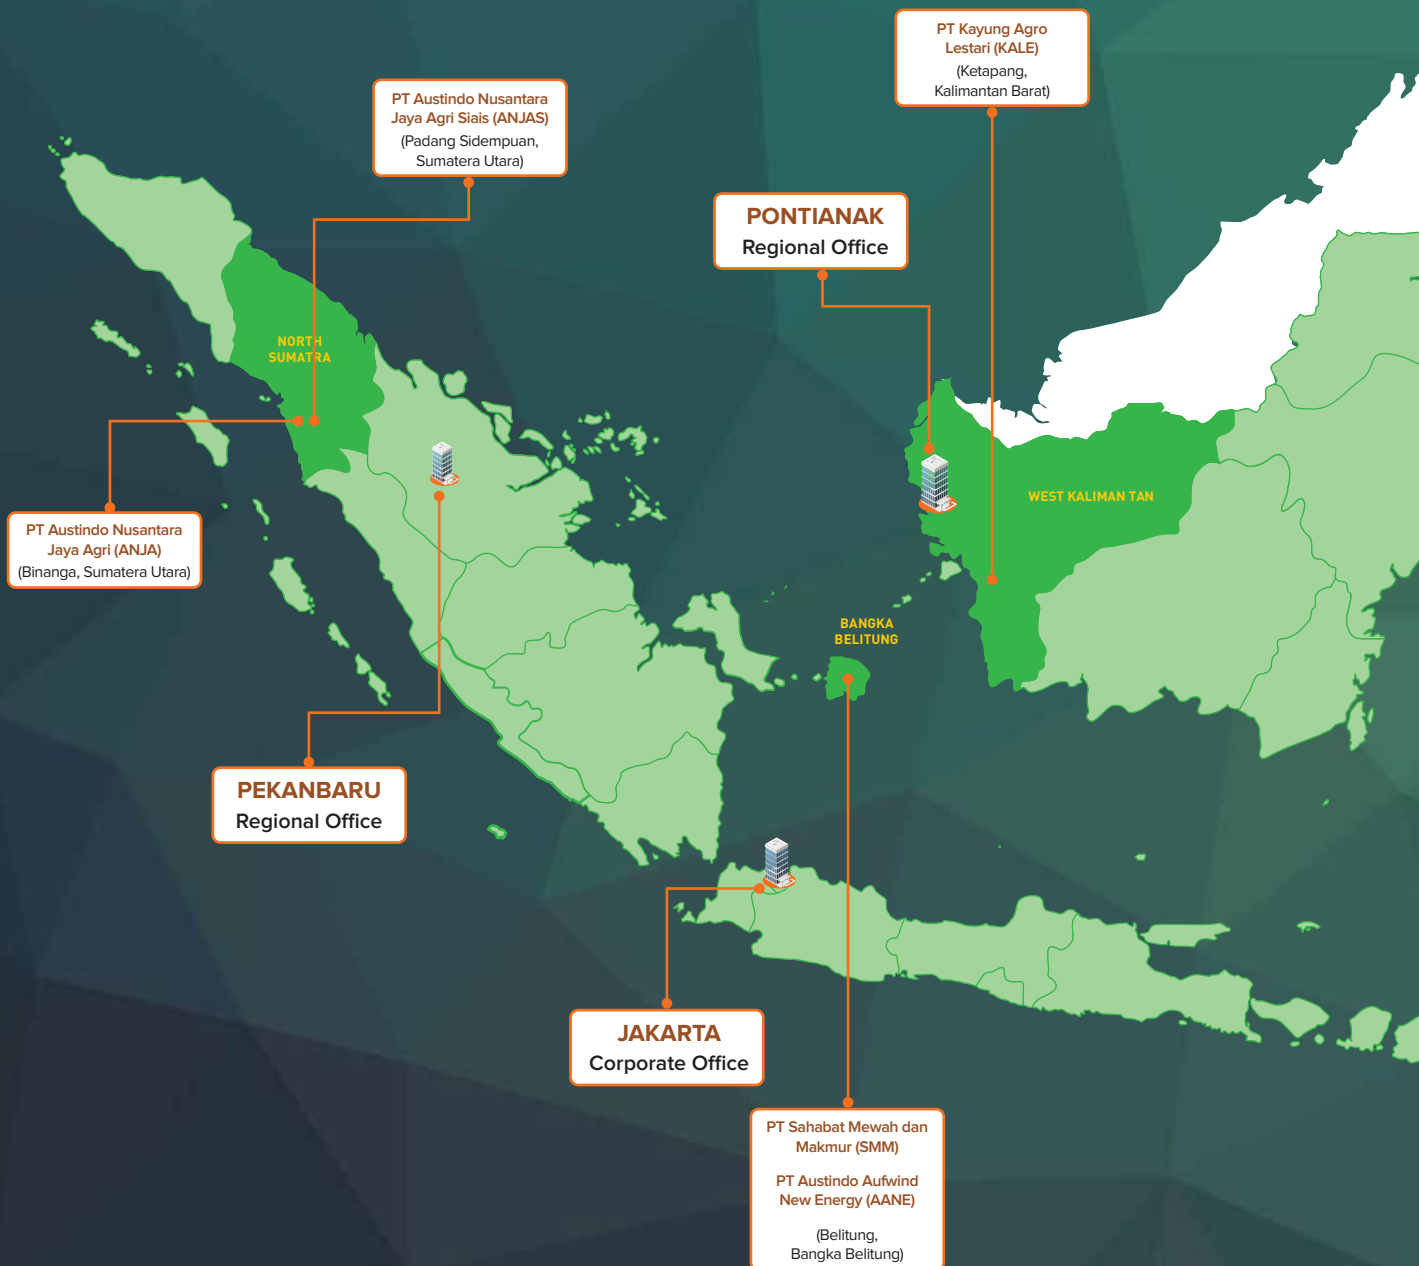 PT Kayung Agro
Lestari (KALE)
(Ketapang,
Kalimantan Barat)
PT Austindo Nusantara
Jaya Agri Siais (ANJAS)
(Padang Sidempuan,
Sumatera Utara)
PONTIANAK
Regional Office
NORTH
SUMATRA
WEST KALIMAN TAN
PT Austindo Nusantara
Jaya Agri (ANJA)
(Binanga, Sumatera Utara)
BANGKA
BELITUNG
PEKANBARU
Regional Office
JAKARTA
Corporate Office
PT Sahabat Mewah dan
Makmur (SMM)
PT Austindo Aufwind
New Energy (AANE)
(Belitung,
Bangka Belitung)